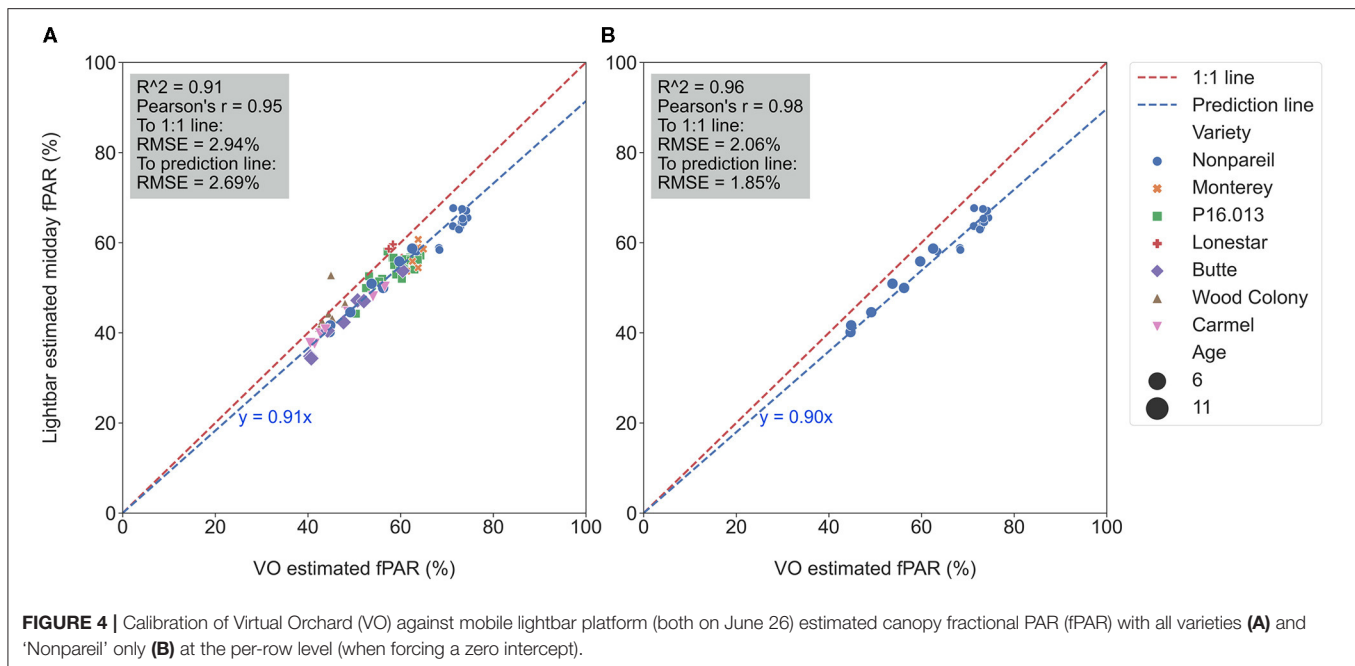 A
B
100
80
60
40
20
0
Lightbar estimated midday fPAR (%)
R^2 = 0.91
Pearson's r = 0.95
To 1:1 line:
RMSE = 2.94%
To prediction line:
RMSE = 2.69%
y = 0.91x
0 20 40 60 80 100
VO estimated fPAR (%)
100
80
60
40
20
0
R^2 = 0.96
Pearson's r = 0.98
To 1:1 line:
RMSE = 2.06%
To prediction line:
RMSE = 1.85%
y = 0.90x
0 20 40 60 80 100
VO estimated fPAR (%)
1:1 line
Prediction line
Variety
Nonpareil
Monterey
P16.013
Lonestar
Butte
Wood Colony
Carmel
Age
6
11
FIGURE 4 | Calibration of Virtual Orchard (VO) against mobile lightbar platform (both on June 26) estimated canopy fractional PAR (fPAR) with all varieties (A) and
'Nonpareil' only (B) at the per-row level (when forcing a zero intercept).